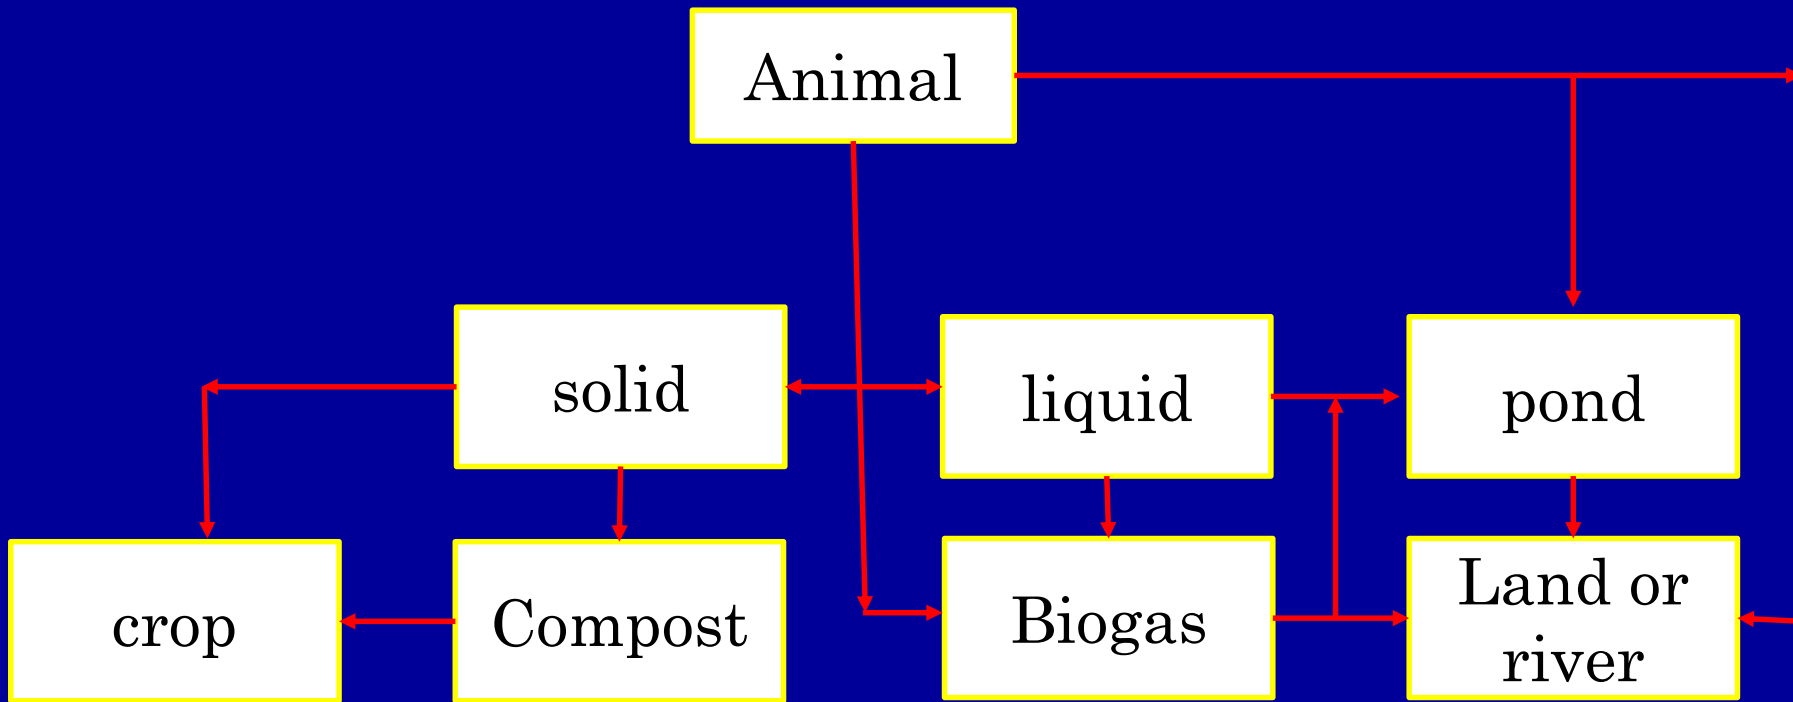 Animal
solid
liquid
pond
crop
Compost
Biogas
Land or
river